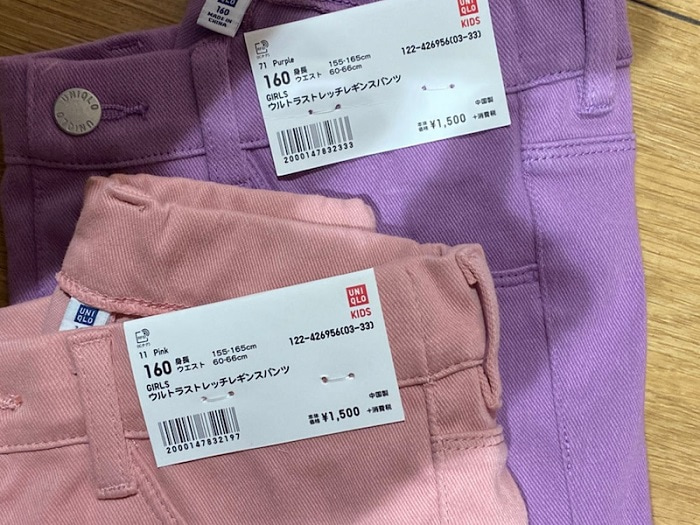 UNIQLO
160
MADE IN
CHINA
UNIQLO UNIQLO
UNI
QLO
KIDS
71 Purple
122-426956(03-33)
160 身長 155-165cm
ウエスト 60-66cm
GIRLS
ウルトラストレッチレギンスパンツ
中国製
本体
価格 ¥1,500 +消費税
2000147832333
UNI
QLO
UNI
QLO
KIDS
11 Pink
122-426956(03-33)
160 身長 155-165cm
ウエスト 60-66cm
GIRLS
ウルトラストレッチレギンスパンツ
中国製
本体
価格 ¥1,500 +消費税
2000147832197